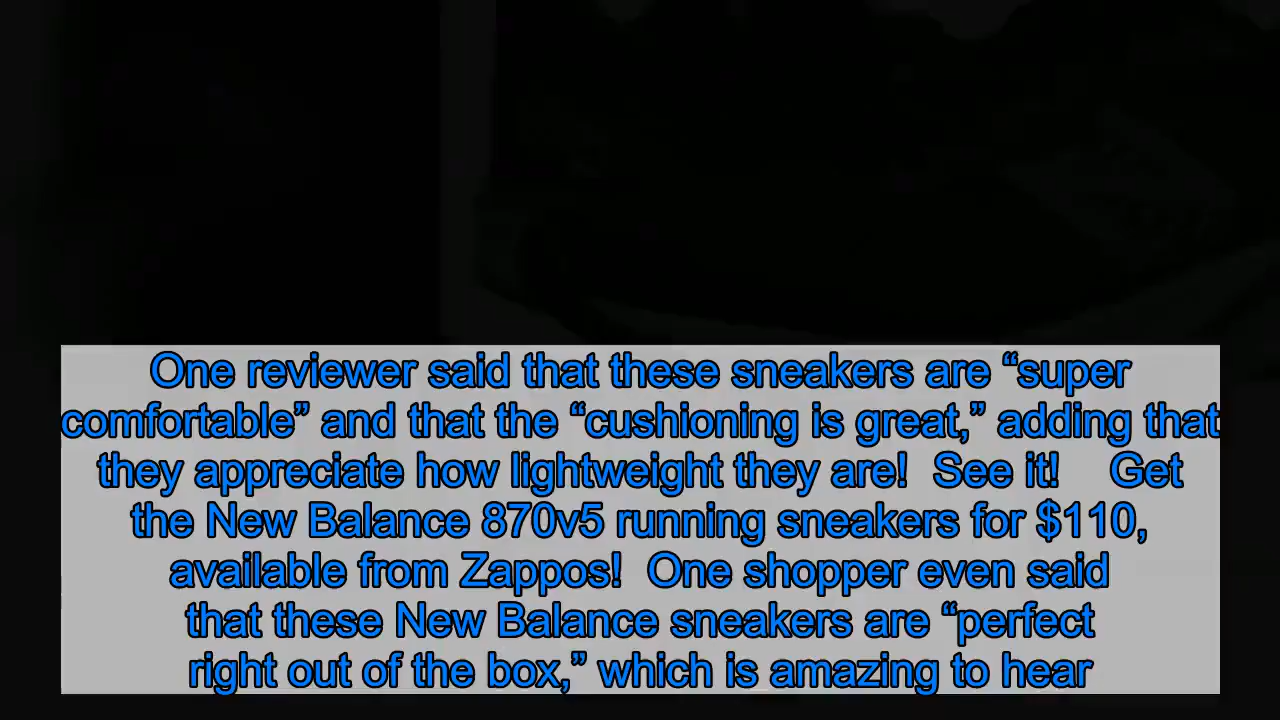 One reviewer said that these sneakers are “super
comfortable” and that the “cushioning is great,” adding that
they appreciate how lightweight they are!  See it!    Get
the New Balance 870v5 running sneakers for $110,
available from Zappos!  One shopper even said
that these New Balance sneakers are “perfect
right out of the box,” which is amazing to hear